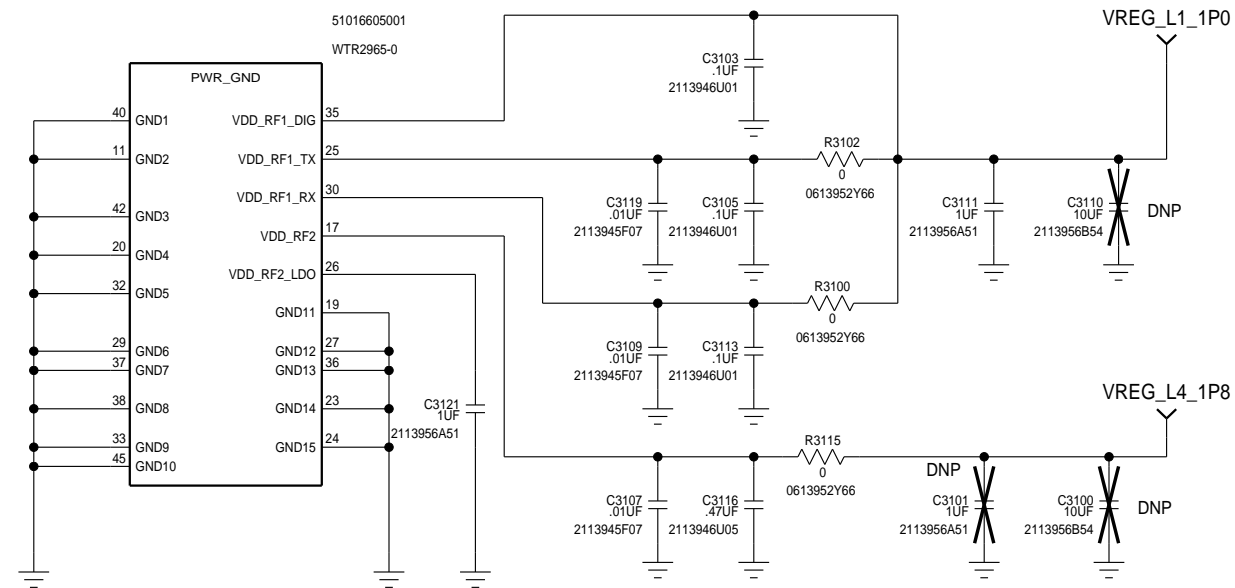 51016605001
VREG_L1_1P0
WTR2965-0
PWR_GND
C3103
.1UF
2113946U01
40 GND1
VDD_RF1_DIG 35
11 GND2
VDD_RF1_TX 25
R3102
0
0613952Y66
VDD_RF1_RX 30
42 GND3
C3119
.01UF
2113945F07
C3105
.1UF
2113946U01
C3111
1UF
2113956A51
C3110
10UF
2113956B54
DNP
VDD_RF2 17
20 GND4
VDD_RF2_LDO 26
32 GND5
GND11 19
R3100
0
0613952Y66
29 GND6
GND12 27
37 GND7
GND13 36
C3109
.01UF
2113945F07
C3113
.1UF
2113946U01
38 GND8
GND14 23
C3121
1UF
2113956A51
VREG_L4_1P8
33 GND9
GND15 24
45 GND10
R3115
0
0613952Y66
DNP
C3107
.01UF
2113945F07
C3116
.47UF
2113946U05
C3101
1UF
2113956A51
C3100
10UF
2113956B54
DNP